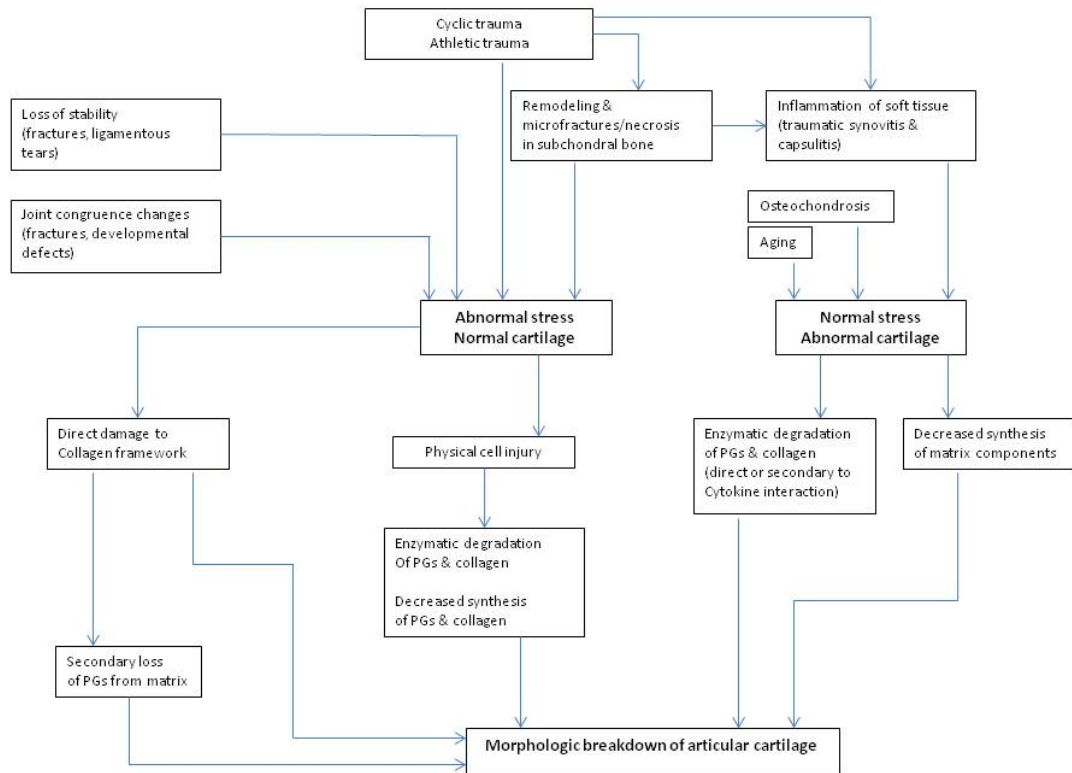 Cyclic trauma
Athletic trauma
Loss of stability
(fractures, ligamentous
tears)
Remodeling &
microfractures/necrosis
in subchondral bone
Inflammation of soft tissue
(traumatic synovitis &
capsulitis)
Joint congruence changes
(fractures, developmental
defects)
Osteochondrosis
Aging
Abnormal stress
Normal cartilage
Normal stress
Abnormal cartilage
Direct damage to
Collagen framework
Physical cell injury
Enzymatic degradation
of PGs & collagen
(direct or secondary to
Cytokine interaction)
Decreased synthesis
of matrix components
Enzymatic degradation
Of PGs & collagen
Decreased synthesis
of PGs & collagen
Secondary loss
of PGs from matrix
Morphologic breakdown of articular cartilage